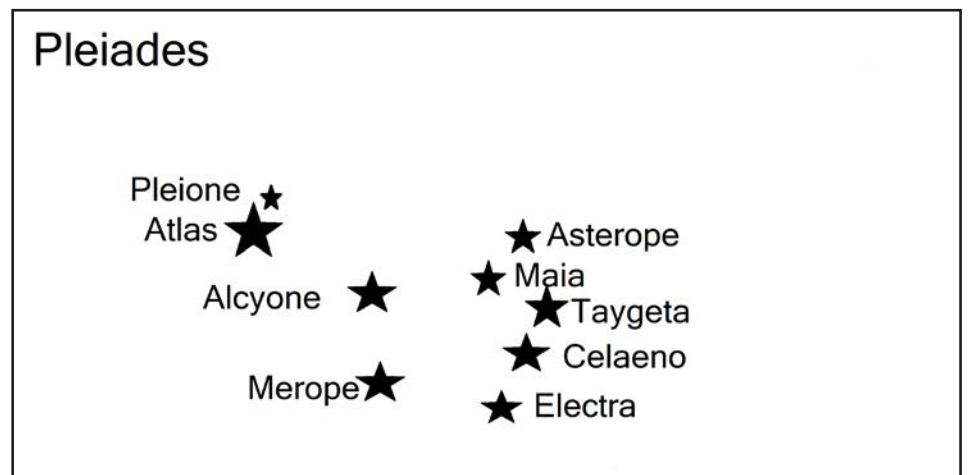 Pleiades
Pleione
Atlas
Asterope
Maia
Alcyone
Taygeta
Celaeno
Merope
Electra